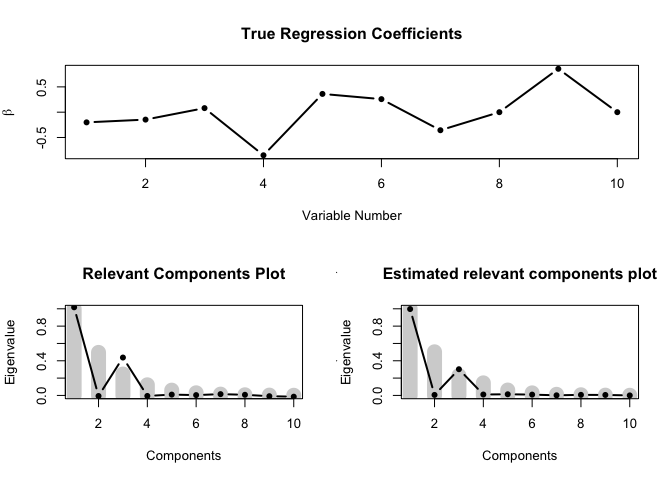 True Regression Coefficients
β
0.5
-0.5
2
4
6
8
10
Variable Number
Relevant Components Plot
Eigenvalue
0.8
0.4
0.0
2
4
6
8
10
Components
Estimated relevant components plot
Eigenvalue
0.8
0.4
0.0
2
4
6
8
10
Components